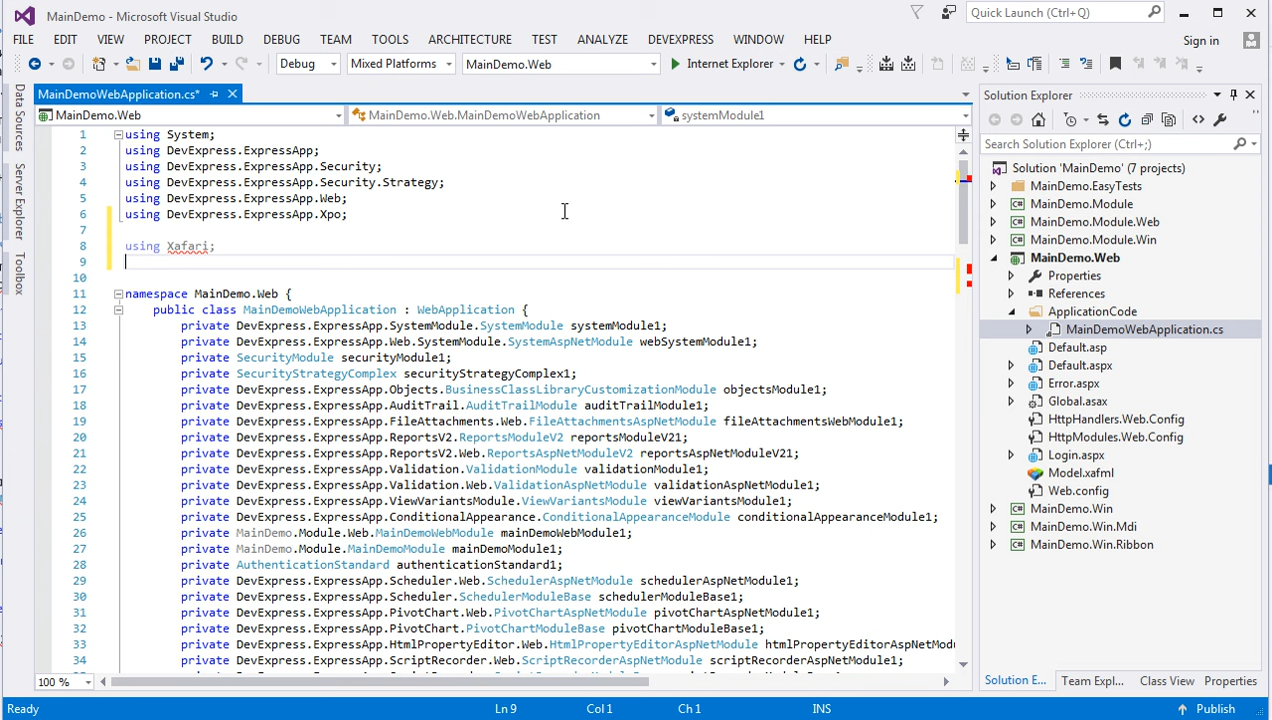 MainDemo - Microsoft Visual Studio
Quick Launch (Ctrl+Q)
FILE EDIT VIEW PROJECT BUILD DEBUG TEAM TOOLS ARCHITECTURE TEST ANALYZE DEVEXPRESS WINDOW HELP
Sign in
Debug Mixed Platforms MainDemo.Web Internet Explorer
Data Sources
Server Explorer
Toolbox
MainDemoWebApplication.cs*
MainDemo.Web MainDemo.Web.MainDemoWebApplication systemModule1
1 using System;
2 using DevExpress.ExpressApp;
3 using DevExpress.ExpressApp.Security;
4 using DevExpress.ExpressApp.Security.Strategy;
5 using DevExpress.ExpressApp.Web;
6 using DevExpress.ExpressApp.Xpo;
7
8 using Xafari;
9
10
11 namespace MainDemo.Web {
12 public class MainDemoWebApplication : WebApplication {
13 private DevExpress.ExpressApp.SystemModule.SystemModule systemModule1;
14 private DevExpress.ExpressApp.Web.SystemModule.SystemAspNetModule webSystemModule1;
15 private SecurityModule securityModule1;
16 private SecurityStrategyComplex securityStrategyComplex1;
17 private DevExpress.ExpressApp.Objects.BusinessClassLibraryCustomizationModule objectsModule1;
18 private DevExpress.ExpressApp.AuditTrail.AuditTrailModule auditTrailModule1;
19 private DevExpress.ExpressApp.FileAttachments.Web.FileAttachmentsAspNetModule fileAttachmentsWebModule1;
20 private DevExpress.ExpressApp.ReportsV2.ReportsModuleV2 reportsModuleV21;
21 private DevExpress.ExpressApp.ReportsV2.Web.ReportsAspNetModuleV2 reportsAspNetModuleV21;
22 private DevExpress.ExpressApp.Validation.ValidationModule validationModule1;
23 private DevExpress.ExpressApp.Validation.Web.ValidationAspNetModule validationAspNetModule1;
24 private DevExpress.ExpressApp.ViewVariantsModule.ViewVariantsModule viewVariantsModule1;
25 private DevExpress.ExpressApp.ConditionalAppearance.ConditionalAppearanceModule conditionalAppearanceModule1;
26 private MainDemo.Module.Web.MainDemoWebModule mainDemoWebModule1;
27 private MainDemo.Module.MainDemoModule mainDemoModule1;
28 private AuthenticationStandard authenticationStandard1;
29 private DevExpress.ExpressApp.Scheduler.Web.SchedulerAspNetModule schedulerAspNetModule1;
30 private DevExpress.ExpressApp.Scheduler.SchedulerModuleBase schedulerModuleBase1;
31 private DevExpress.ExpressApp.PivotChart.Web.PivotChartAspNetModule pivotChartAspNetModule1;
32 private DevExpress.ExpressApp.PivotChart.PivotChartModuleBase pivotChartModuleBase1;
33 private DevExpress.ExpressApp.HtmlPropertyEditor.Web.HtmlPropertyEditorAspNetModule htmlPropertyEditorAspNetModu
34 private DevExpress.ExpressApp.ScriptRecorder.Web.ScriptRecorderAspNetModule scriptRecorderAspNetModule1;
100 %
Solution Explorer
Search Solution Explorer (Ctrl+;)
Solution 'MainDemo' (7 projects)
MainDemo.EasyTests
MainDemo.Module
MainDemo.Module.Web
MainDemo.Module.Win
MainDemo.Web
Properties
References
ApplicationCode
MainDemoWebApplication.cs
Default.asp
Default.aspx
Error.aspx
Global.asax
HttpHandlers.Web.Config
HttpModules.Web.Config
Login.aspx
Model.xafml
Web.config
MainDemo.Win
MainDemo.Win.Mdi
MainDemo.Win.Ribbon
Solution E... Team Expl... Class View Properties
Ready Ln 9 Col 1 Ch 1 INS Publish